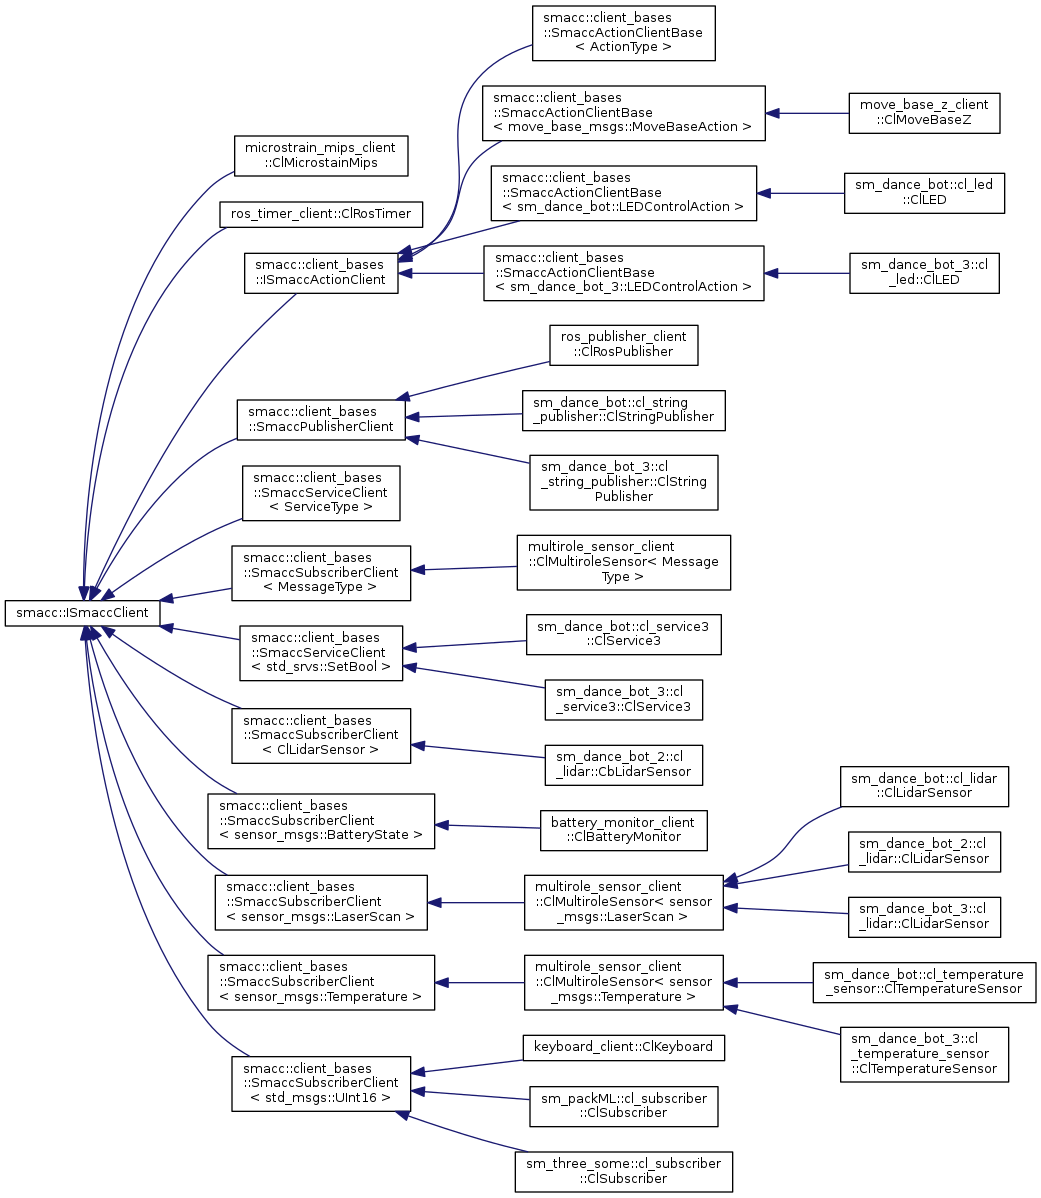 smacc::client_bases
::SmaccActionClientBase
< ActionType >
smacc::client_bases
::SmaccActionClientBase
< move_base_msgs::MoveBaseAction >
move_base_z_client
::ClMoveBaseZ
microstrain_mips_client
::ClMicrostainMips
smacc::client_bases
::SmaccActionClientBase
< sm_dance_bot::LEDControlAction >
sm_dance_bot::cl_led
::ClLED
ros_timer_client::ClRosTimer
smacc::client_bases
::ISmaccActionClient
smacc::client_bases
::SmaccActionClientBase
< sm_dance_bot_3::LEDControlAction >
sm_dance_bot_3::cl
_led::ClLED
ros_publisher_client
::ClRosPublisher
smacc::client_bases
::SmaccPublisherClient
sm_dance_bot::cl_string
_publisher::ClStringPublisher
sm_dance_bot_3::cl
_string_publisher::ClString
Publisher
smacc::client_bases
::SmaccServiceClient
< ServiceType >
smacc::client_bases
::SmaccSubscriberClient
< MessageType >
multirole_sensor_client
::ClMultiroleSensor< Message
Type >
smacc::ISmaccClient
smacc::client_bases
::SmaccServiceClient
< std_srvs::SetBool >
sm_dance_bot::cl_service3
::ClService3
sm_dance_bot_3::cl
_service3::ClService3
smacc::client_bases
::SmaccSubscriberClient
< ClLidarSensor >
sm_dance_bot_2::cl
_lidar::CbLidarSensor
smacc::client_bases
::SmaccSubscriberClient
< sensor_msgs::BatteryState >
battery_monitor_client
::ClBatteryMonitor
sm_dance_bot::cl_lidar
::ClLidarSensor
sm_dance_bot_2::cl
_lidar::ClLidarSensor
smacc::client_bases
::SmaccSubscriberClient
< sensor_msgs::LaserScan >
multirole_sensor_client
::ClMultiroleSensor< sensor
_msgs::LaserScan >
sm_dance_bot_3::cl
_lidar::ClLidarSensor
smacc::client_bases
::SmaccSubscriberClient
< sensor_msgs::Temperature >
multirole_sensor_client
::ClMultiroleSensor< sensor
_msgs::Temperature >
sm_dance_bot::cl_temperature
_sensor::ClTemperatureSensor
sm_dance_bot_3::cl
_temperature_sensor
::ClTemperatureSensor
smacc::client_bases
::SmaccSubscriberClient
< std_msgs::UInt16 >
keyboard_client::ClKeyboard
sm_packML::cl_subscriber
::ClSubscriber
sm_three_some::cl_subscriber
::ClSubscriber